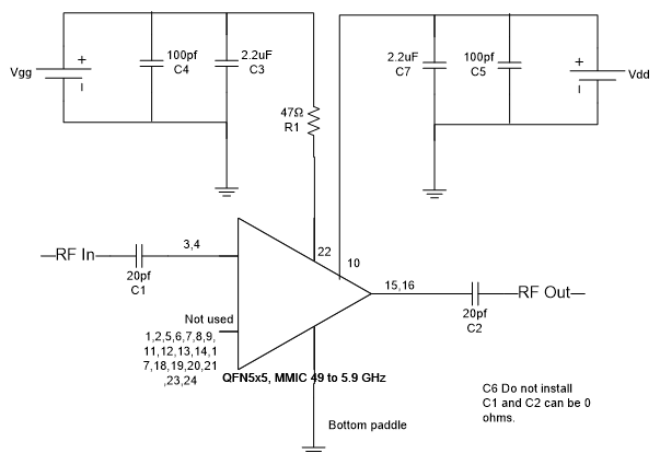 Vgg
+
-
100pf
C4
2.2uF
C3
47Ω
R1
2.2uF
C7
100pf
C5
+
-
Vdd
RF In
20pf
C1
3,4
22
10
15,16
20pf
C2
RF Out
Not used
1,2,5,6,7,8,9,
11,12,13,14,1
7,18,19,20,21
,23,24
QFN5x5, MMIC 49 to 5.9 GHz
Bottom paddle
C6 Do not install
C1 and C2 can be 0
ohms.